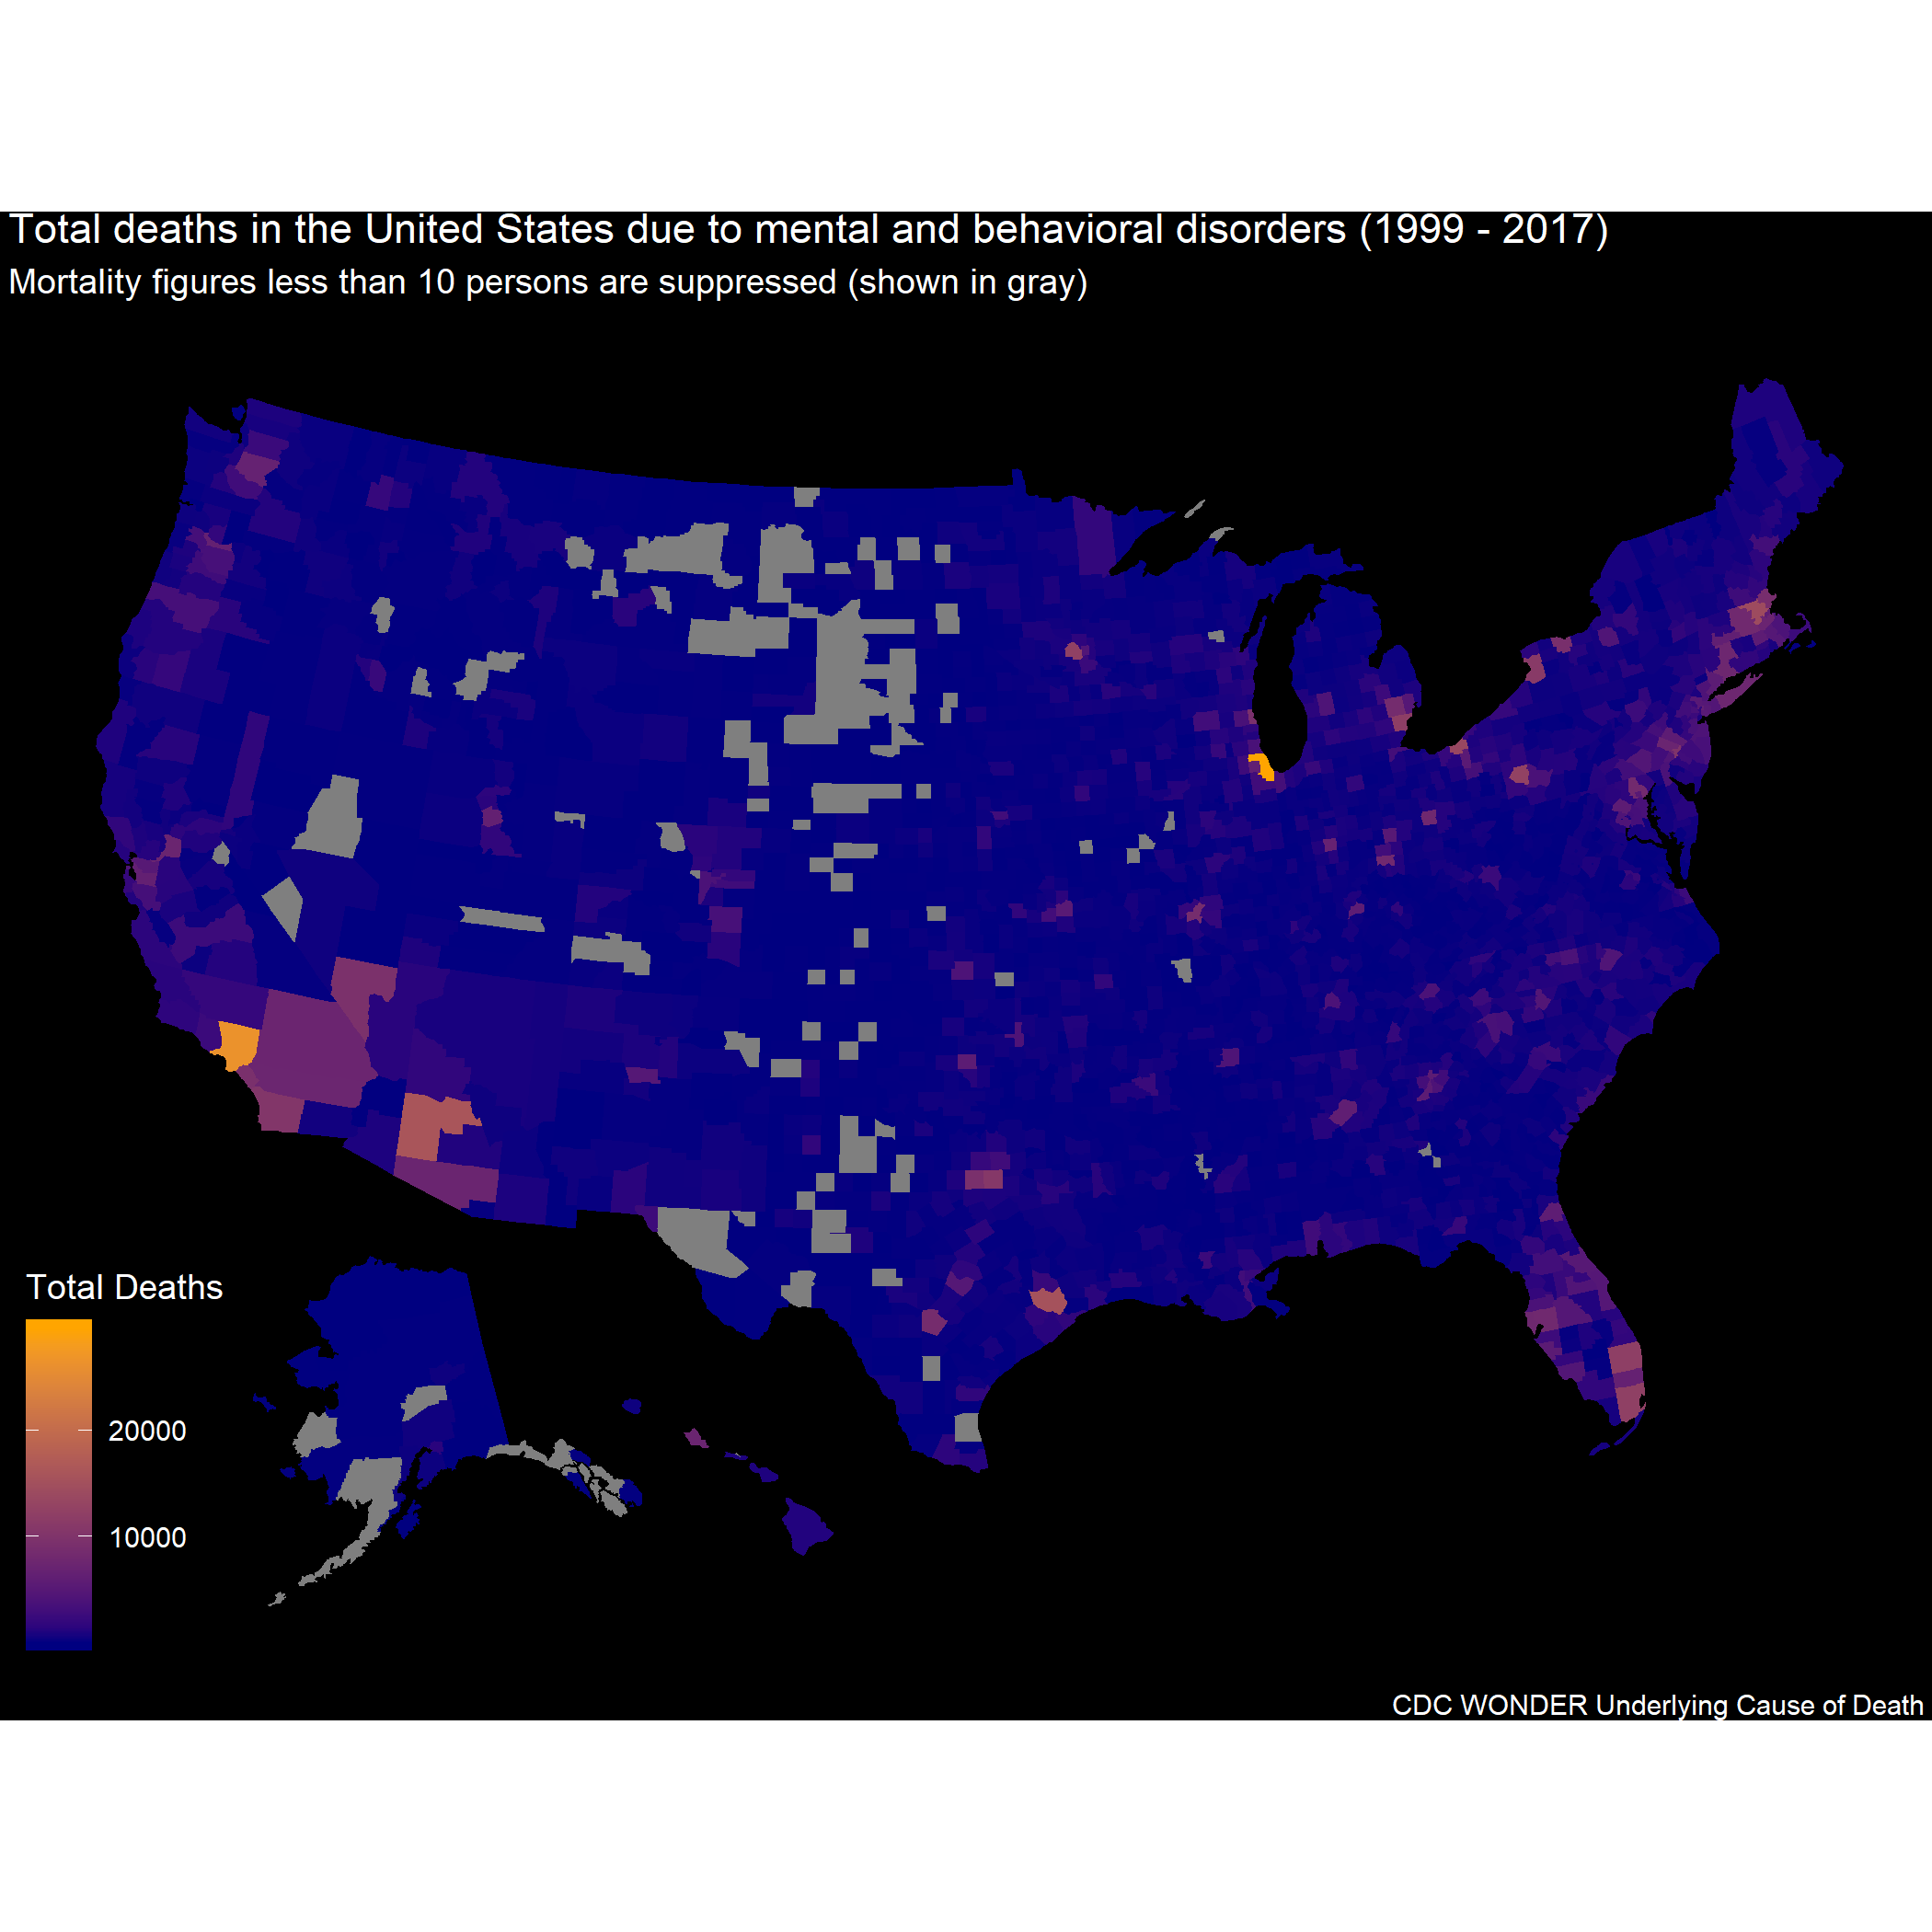 Total deaths in the United States due to mental and behavioral disorders (1999 - 2017)
Mortality figures less than 10 persons are suppressed (shown in gray)
Total Deaths
20000
10000
CDC WONDER Underlying Cause of Death